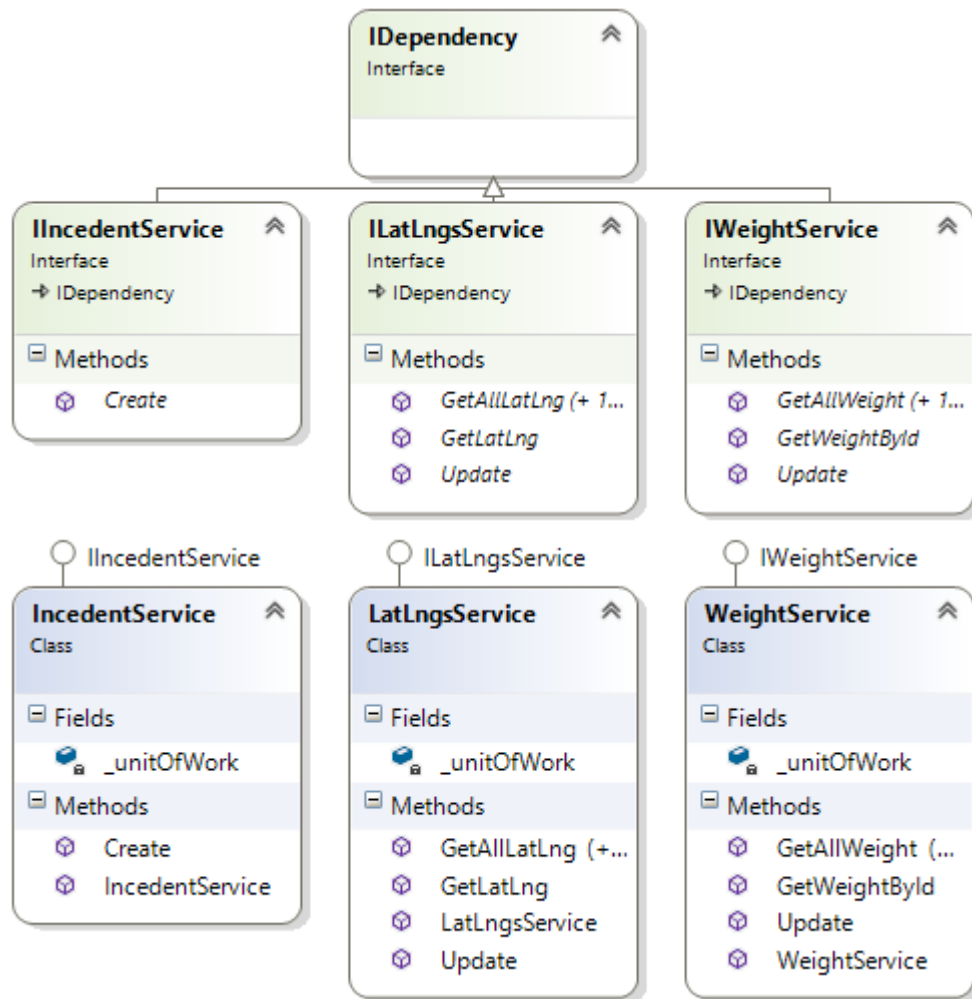 IDependency
Interface
IIncedentService
Interface
IDependency
Methods
Create
ILatLngsService
Interface
IDependency
Methods
GetAllLatLng (+ 1...
GetLatLng
Update
IWeightService
Interface
IDependency
Methods
GetAllWeight (+ 1...
GetWeightById
Update
IIncedentService
IncedentService
Class
Fields
_unitOfWork
Methods
Create
IncedentService
ILatLngsService
LatLngsService
Class
Fields
_unitOfWork
Methods
GetAllLatLng (+...
GetLatLng
LatLngsService
Update
IWeightService
WeightService
Class
Fields
_unitOfWork
Methods
GetAllWeight (...
GetWeightById
Update
WeightService